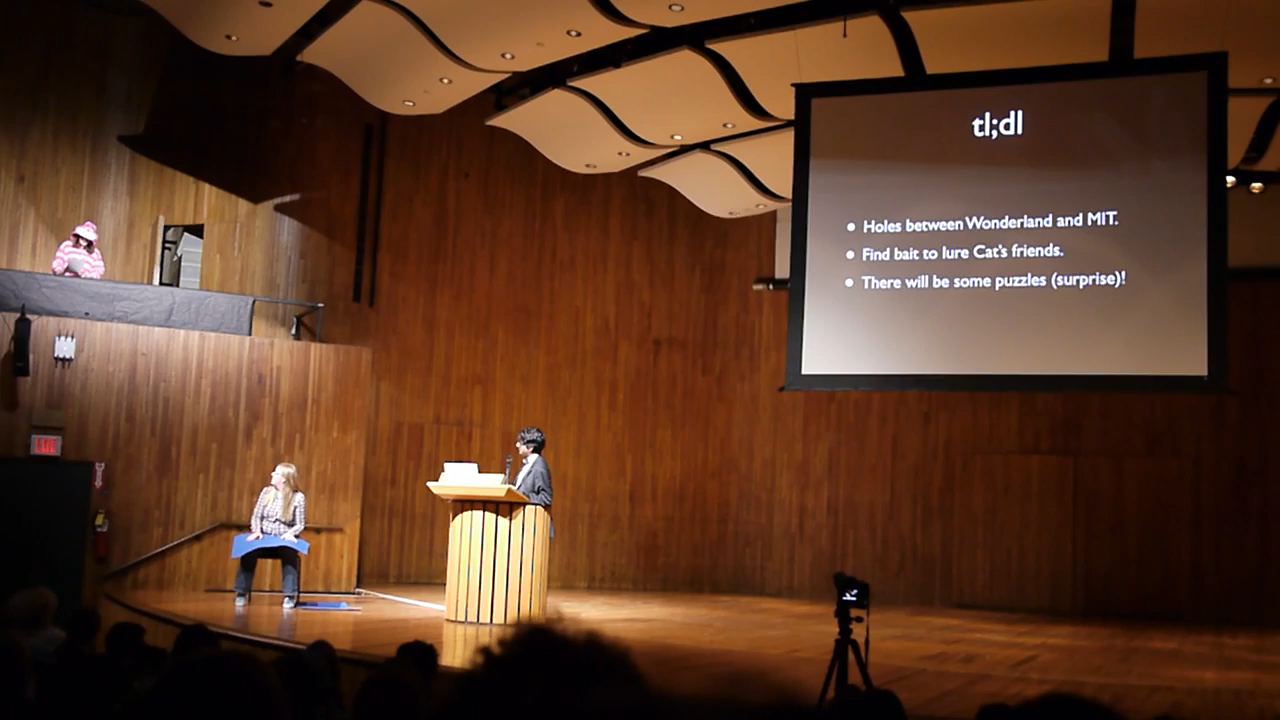 tl;dl
• Holes between Wonderland and MIT.
• Find bait to lure Cat's friends.
• There will be some puzzles (surprise)!